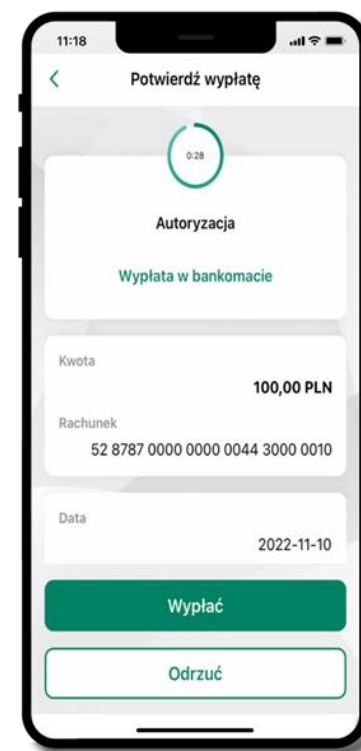 11:18
Potwierdź wypłatę
0:28
Autoryzacja
Wypłata w bankomacie
Kwota
100,00 PLN
Rachunek
52 8787 0000 0000 0044 3000 0010
Data
2022-11-10
Wypłać
Odrzuć